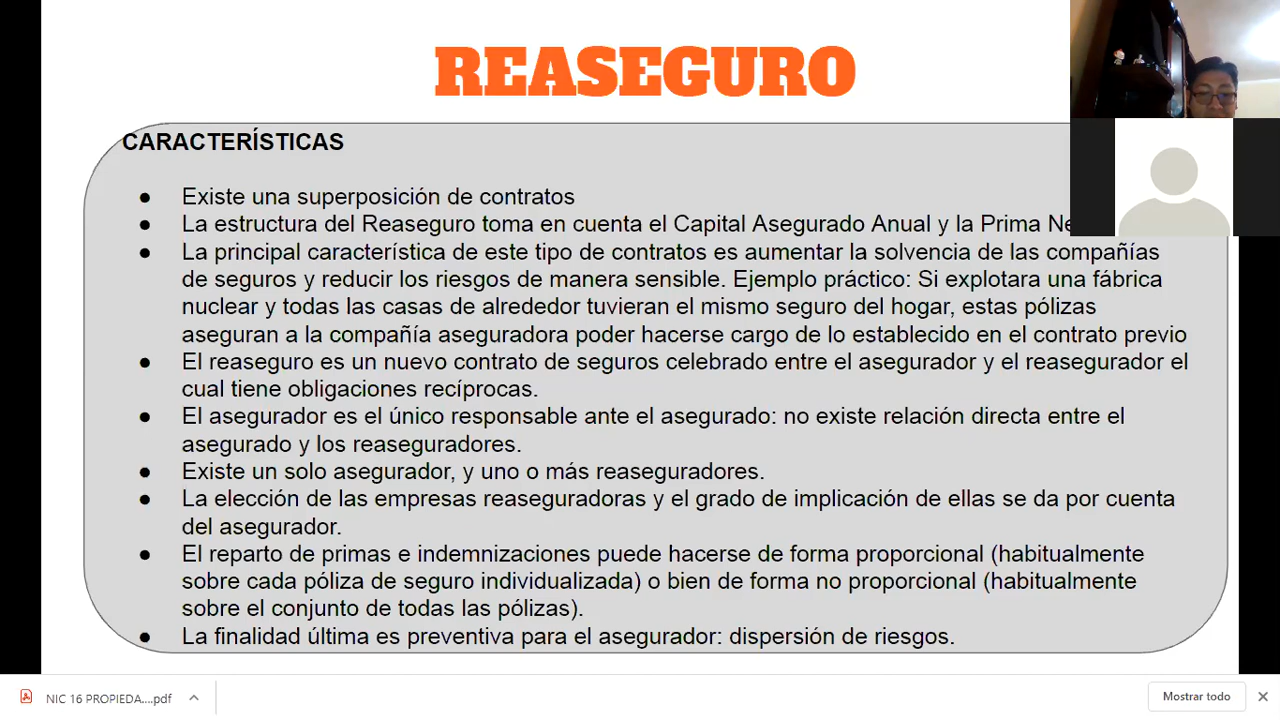 REASEGURO
CARACTERÍSTICAS
● Existe una superposición de contratos
● La estructura del Reaseguro toma en cuenta el Capital Asegurado Anual y la Prima
● La principal característica de este tipo de contratos es aumentar la solvencia de las compañías
de seguros y reducir los riesgos de manera sensible. Ejemplo práctico: Si explotara una fábrica
nuclear y todas las casas de alrededor tuvieran el mismo seguro del hogar, estas pólizas
aseguran a la compañía aseguradora poder hacerse cargo de lo establecido en el contrato previo
● El reaseguro es un nuevo contrato de seguros celebrado entre el asegurador y el reasegurador el
cual tiene obligaciones recíprocas.
● El asegurador es el único responsable ante el asegurado: no existe relación directa entre el
asegurado y los reaseguradores.
● Existe un solo asegurador, y uno o más reaseguradores.
● La elección de las empresas reaseguradoras y el grado de implicación de ellas se da por cuenta
del asegurador.
● El reparto de primas e indemnizaciones puede hacerse de forma proporcional (habitualmente
sobre cada póliza de seguro individualizada) o bien de forma no proporcional (habitualmente
sobre el conjunto de todas las pólizas).
● La finalidad última es preventiva para el asegurador: dispersión de riesgos.
NIC 16 PROPIEDA....pdf
Mostrar todo